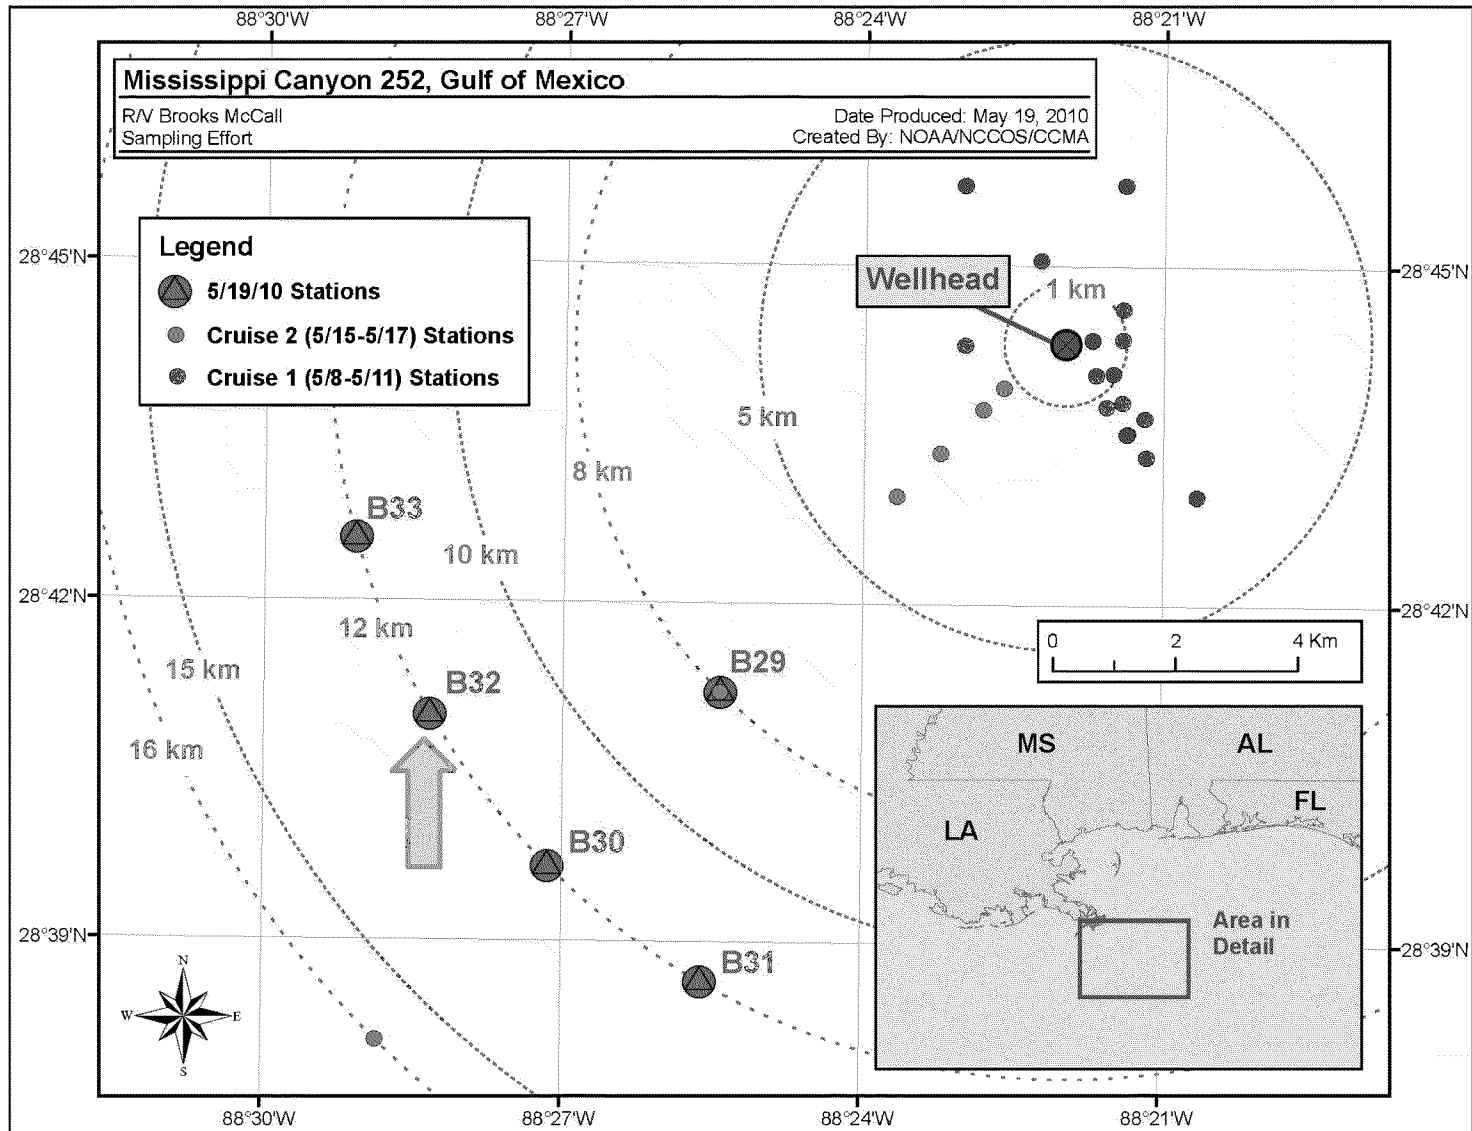 88°30'W 88°27'W 88°24'W 88°21'W
Mississippi Canyon 252, Gulf of Mexico
R/V Brooks McCall Date Produced: May 19, 2010
Sampling Effort Created By: NOAA/NCCOS/CCMA
Legend
5/19/10 Stations
Cruise 2 (5/15-5/17) Stations
Cruise 1 (5/8-5/11) Stations
28°45'N
28°45'N
Wellhead
1 km
5 km
8 km
B33
10 km
28°42'N
28°42'N
12 km
0 2 4 Km
15 km
B29
B32
16 km
MS AL
FL
LA
B30
Area in
Detail
28°39'N
28°39'N
B31
N
W E
S
88°30'W 88°27'W 88°24'W 88°21'W